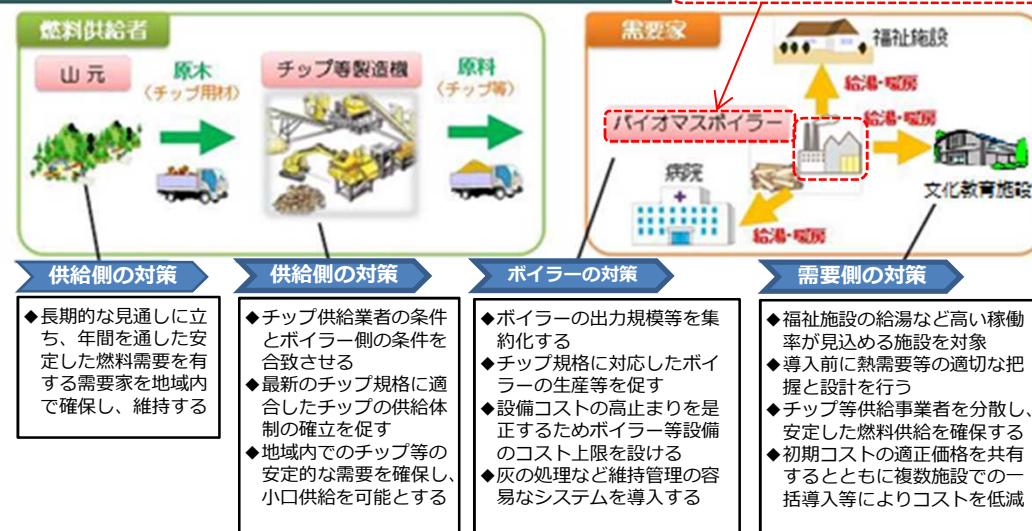 燃料供給者
山 元
原木
(チップ用材)
チップ等製造機
原料
(チップ等)
需要家
福祉施設
給湯・暖房
バイオマスボイラー
給湯・暖房
病院
文化教育施設
給湯・暖房
供給側の対策
◆長期的な見通しに立
ち、年間を通した安
定した燃料需要を有
する需要家を地域内
で確保し、維持する
供給側の対策
◆チップ供給業者の条件
とボイラー側の条件を
合致させる
◆最新のチップ規格に適
合したチップの供給体
制の確立を促す
◆地域内でのチップ等の
安定的な需要を確保し、
小口供給を可能とする
ボイラーの対策
◆ボイラーの出力規模等を集
約化する
◆チップ規格に対応したボイ
ラーの生産等を促す
◆設備コストの高止まりを是
正するためボイラー等設備
のコスト上限を設ける
◆灰の処理など維持管理の容
易なシステムを導入する
需要側の対策
◆福祉施設の給湯など高い稼働
率が見込める施設を対象
◆導入前に熱需要等の適切な把
握と設計を行う
◆チップ等供給事業者を分散し、
安定した燃料供給を確保する
◆初期コストの適正価格を共有
するとともに複数施設での一
括導入等によりコストを低減